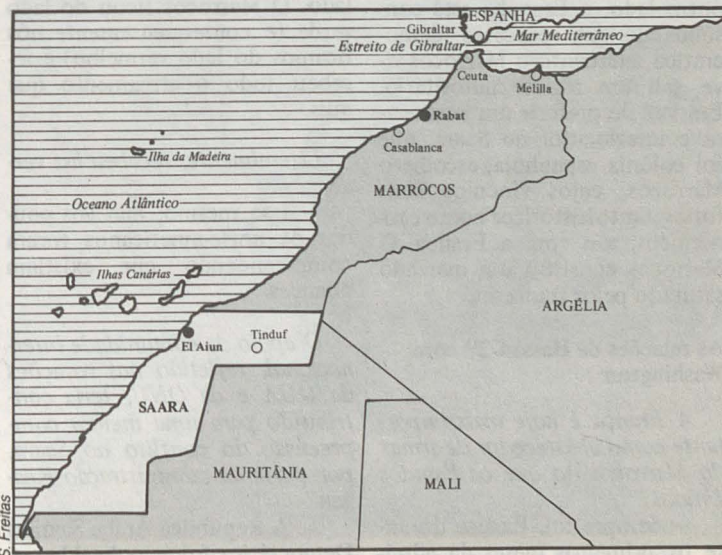 ESPANHA
Gibraltar
Mar Mediterrâneo
Estreito de Gibraltar
Ceuta
Melilla
Rabat
Casablanca
Ilha da Madeira
MARROCOS
Oceano Atlântico
Ilhas Canárias
ARGÉLIA
El Aiun
Tinduf
SAARA
MAURITÂNIA
MALI
S. Freitas